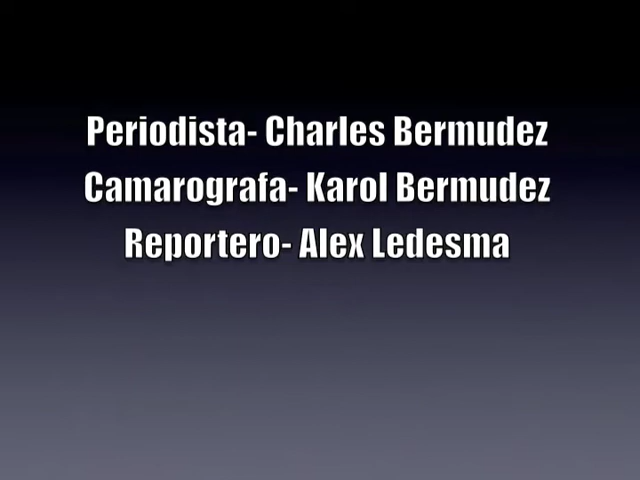 Periodista- Charles Bermudez
Camarografa- Karol Bermudez
Reportero- Alex Ledesma